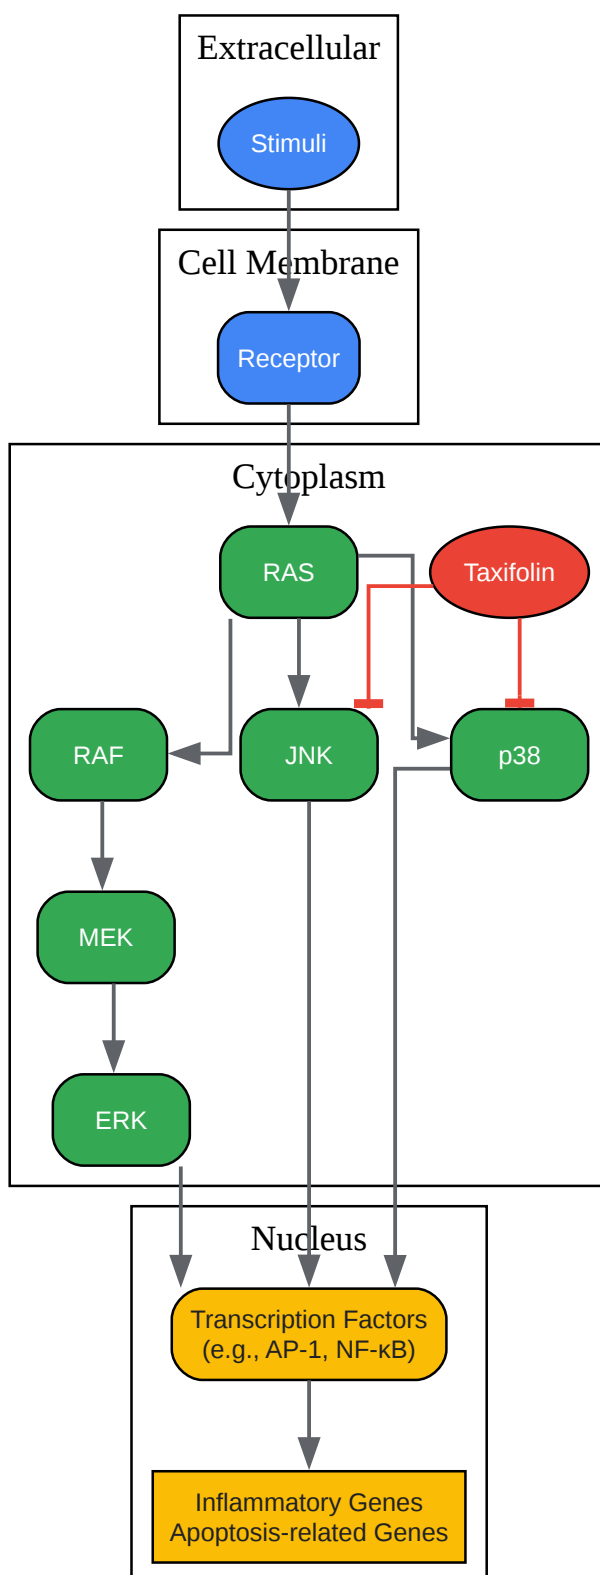 Extracellular
Stimuli
Cell Membrane
Receptor
Cytoplasm
RAS
Taxifolin
RAF
JNK
p38
MEK
ERK
Nucleus
Transcription Factors
(e.g., AP-1, NF-κB)
Inflammatory Genes
Apoptosis-related Genes